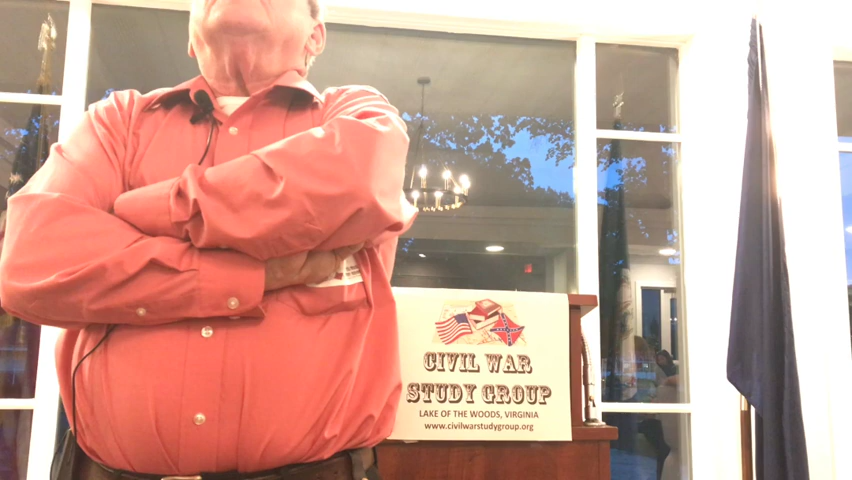 CIVIL WAR
STUDY GROUP
LAKE OF THE WOODS, VIRGINIA
www.civilwarstudygroup.org